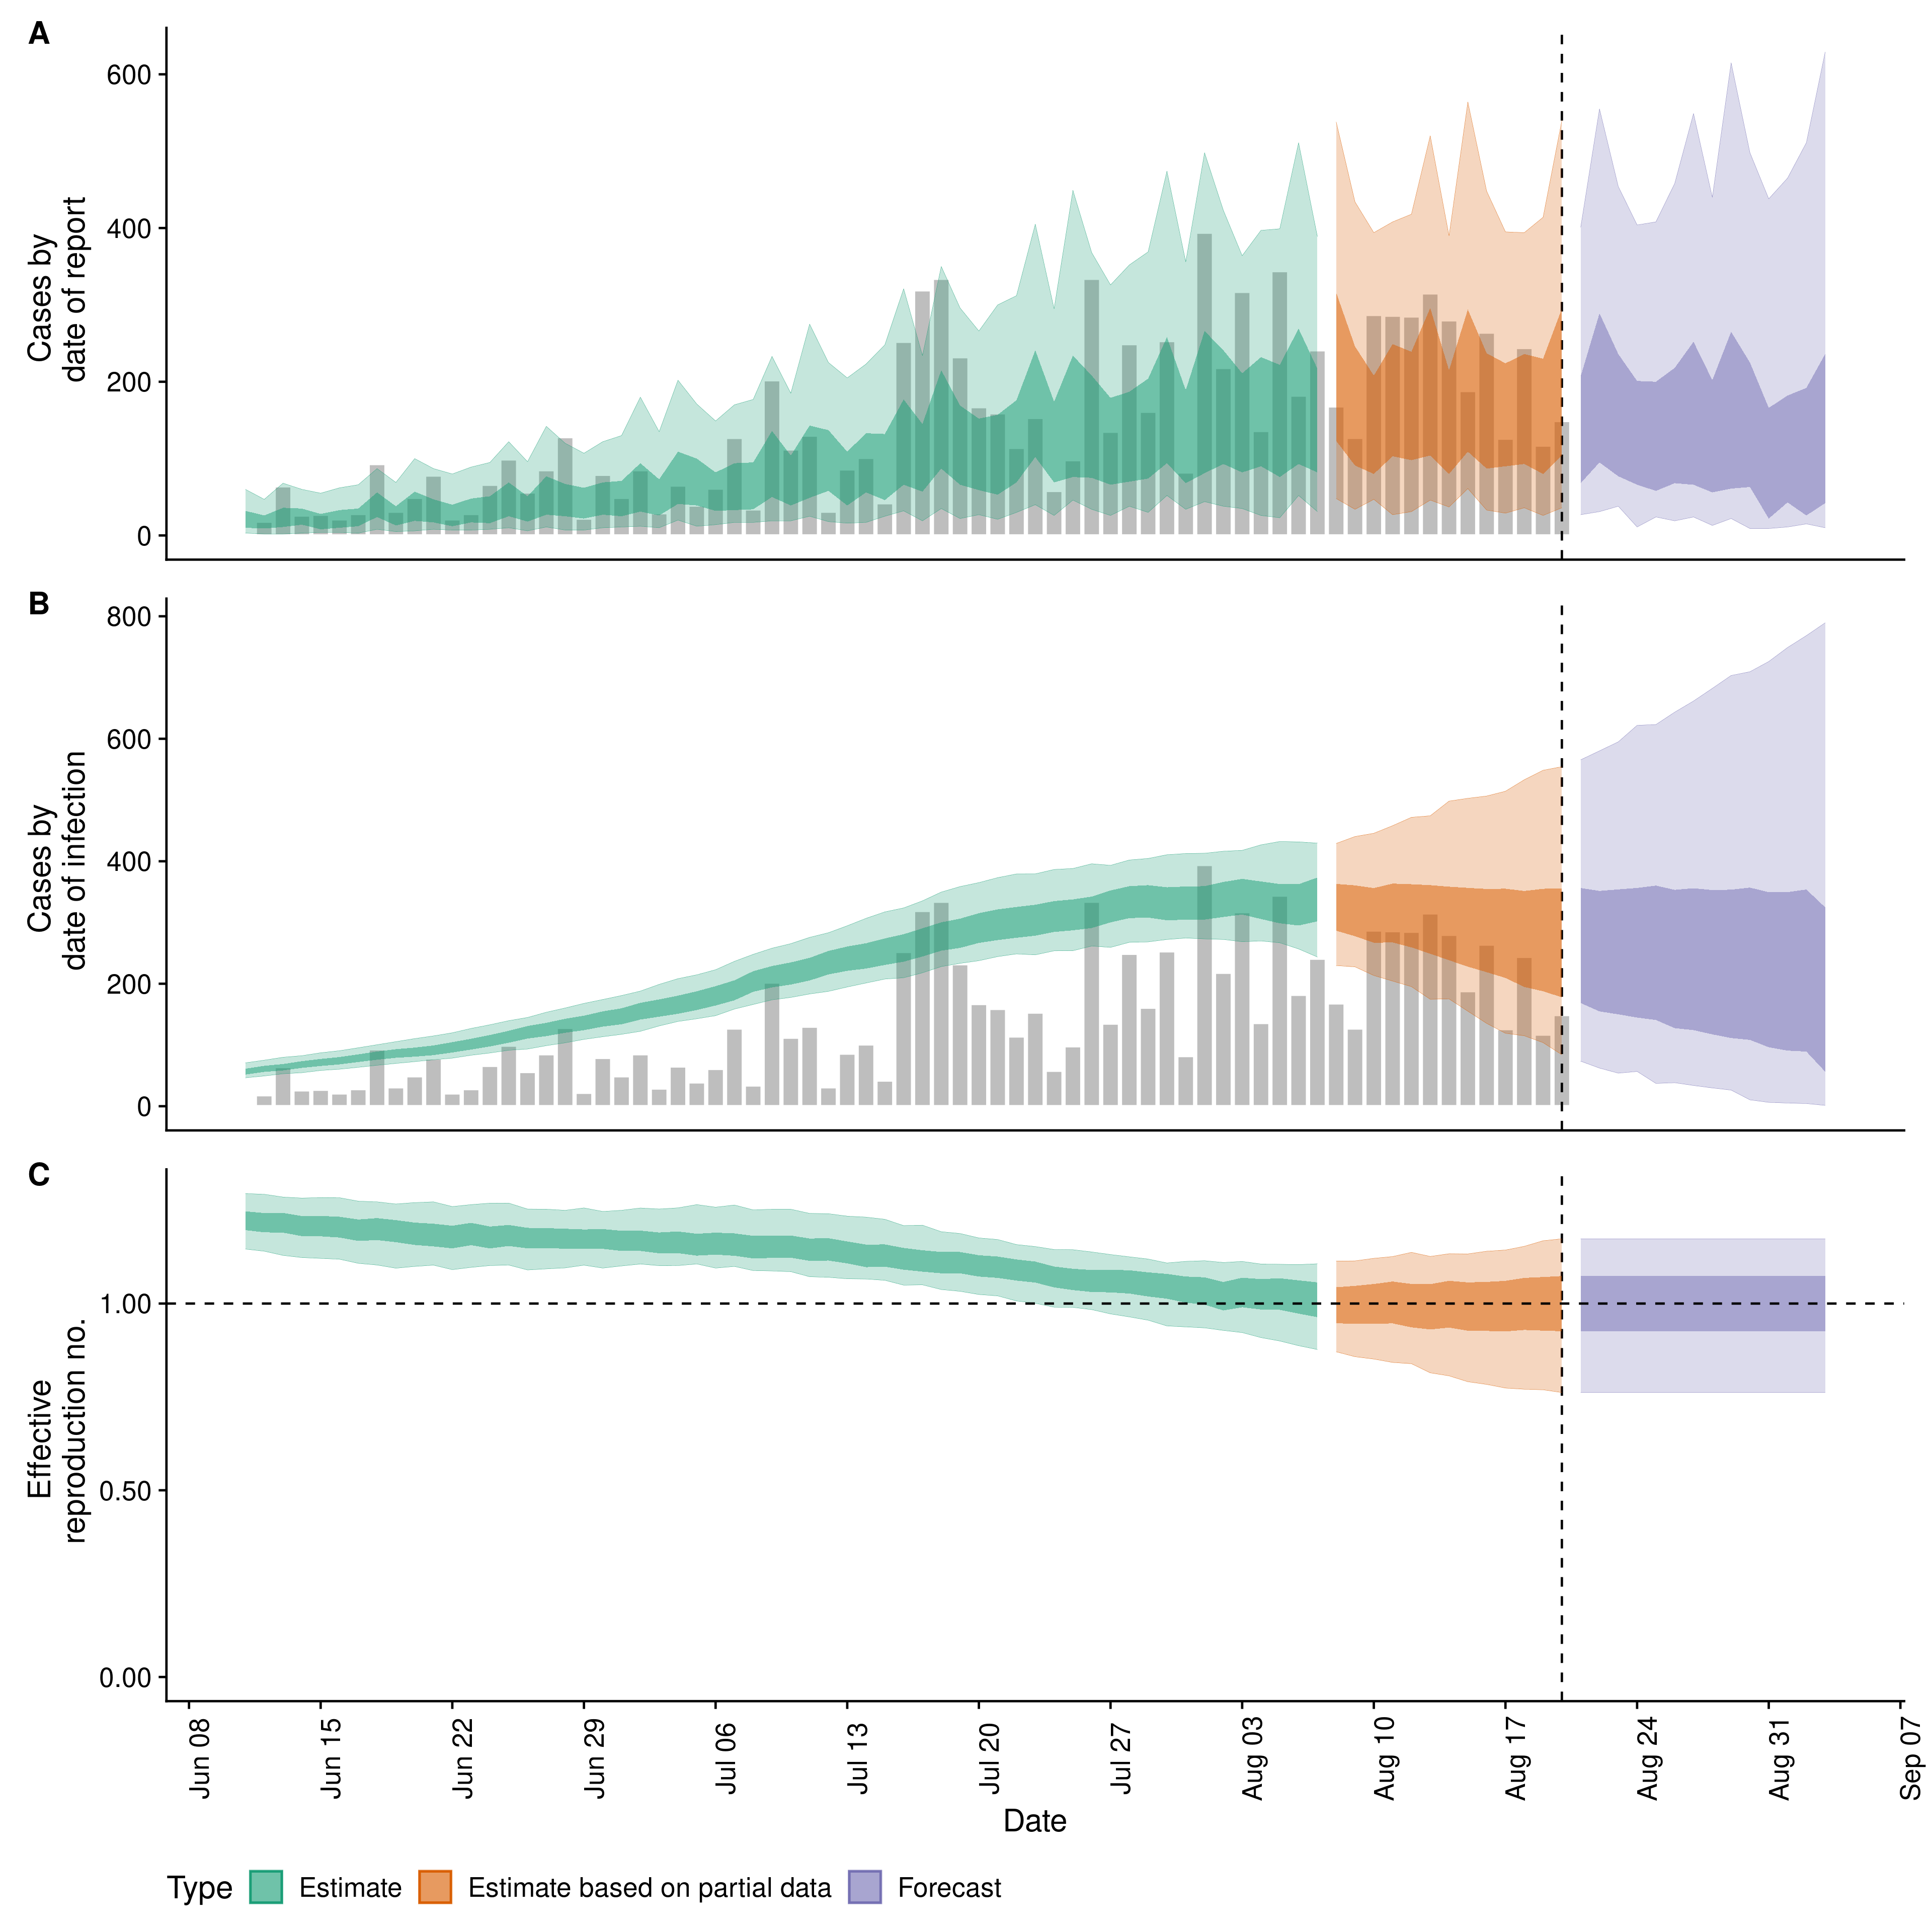 A
Cases by
date of report
600
400
200
0
B
Cases by
date of infection
800
600
400
200
0
C
Effective
reproduction no.
1.00
0.50
0.00
Jun 08
Jun 15
Jun 22
Jun 29
Jul 06
Jul 13
Jul 20
Jul 27
Aug 03
Aug 10
Aug 17
Aug 24
Aug 31
Sep 07
Date
Type Estimate Estimate based on partial data Forecast